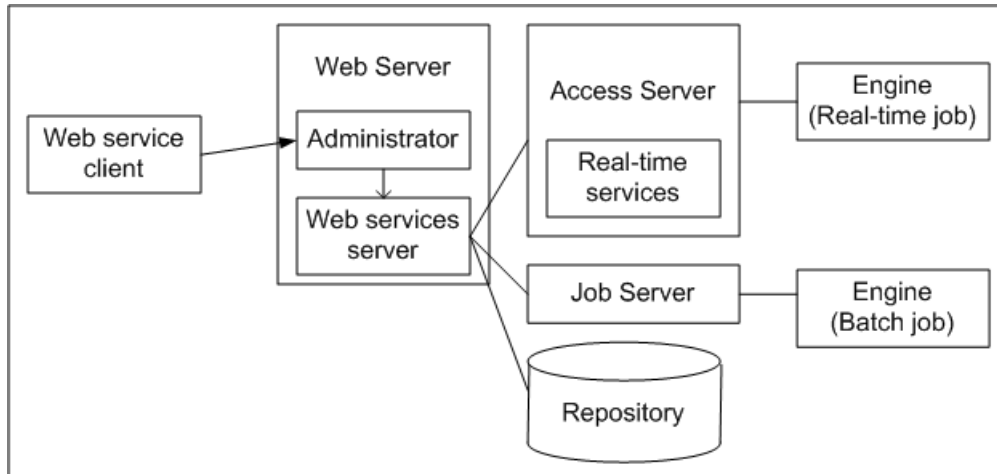 Web service
client
Web Server
Administrator
Web services
server
Access Server
Real-time
services
Engine
(Real-time job)
Job Server
Engine
(Batch job)
Repository